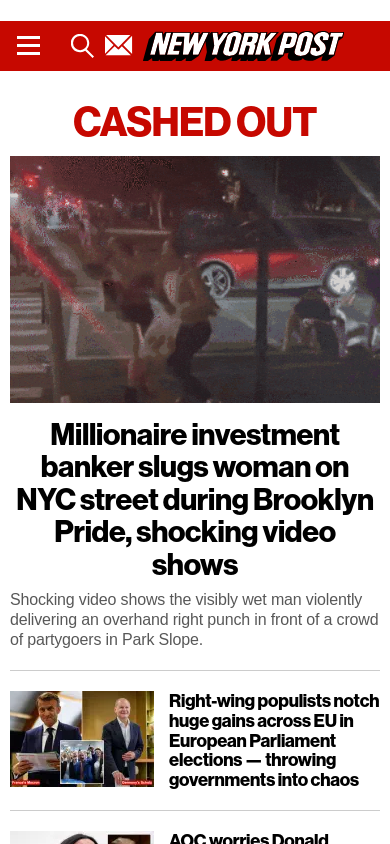 NEW YORK POST
CASHED OUT
Millionaire investment
banker slugs woman on
NYC street during Brooklyn
Pride, shocking video
shows
Shocking video shows the visibly wet man violently
delivering an overhand right punch in front of a crowd
of partygoers in Park Slope.
Right-wing populists notch
huge gains across EU in
European Parliament
elections — throwing
governments into chaos
AOC worries Donald